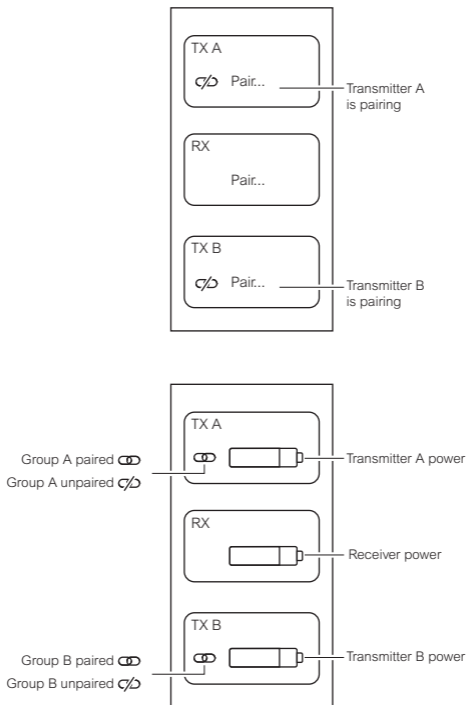 TX A
Pair...
Transmitter A
is pairing
RX
Pair...
TX B
Pair...
Transmitter B
is pairing
TX A
Group A paired
Group A unpaired
Transmitter A power
RX
Receiver power
TX B
Group B paired
Group B unpaired
Transmitter B power